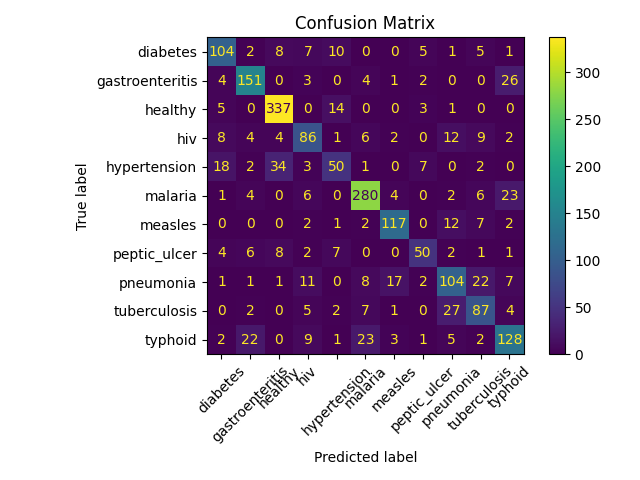 Confusion Matrix
True label
diabetes 104 2 8 7 10 0 0 5 1 5 1
gastroenteritis 4 151 0 3 0 4 1 2 0 0 26
healthy 5 0 337 0 14 0 0 3 1 0 0
hiv 8 4 4 86 1 6 2 0 12 9 2
hypertension 18 2 34 3 50 1 0 7 0 2 0
malaria 1 4 0 6 0 280 4 0 2 6 23
measles 0 0 0 2 1 2 117 0 12 7 2
peptic_ulcer 4 6 8 2 7 0 0 50 2 1 1
pneumonia 1 1 1 11 0 8 17 2 104 22 7
tuberculosis 0 2 0 5 2 7 1 0 27 87 4
typhoid 2 22 0 9 1 23 3 1 5 2 128
diabetes gastroenteritis healthy hiv hypertension malaria measles peptic_ulcer pneumonia tuberculosis typhoid
Predicted label
300
250
200
150
100
50
0